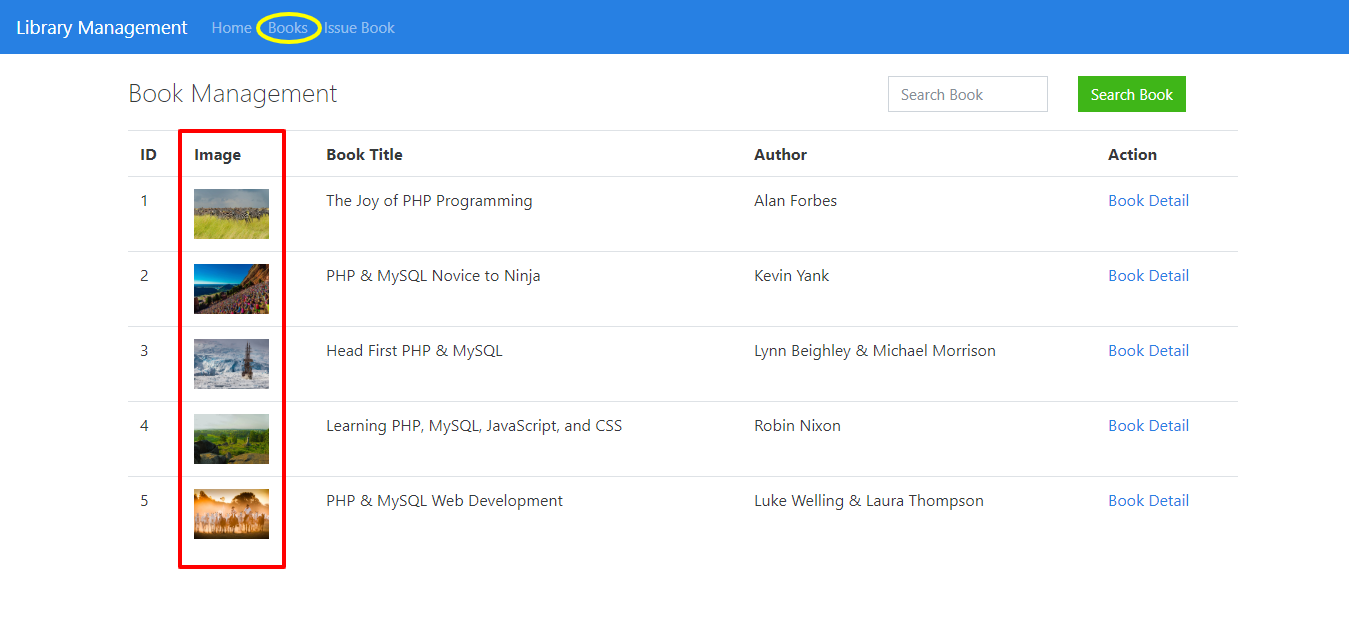 Library Management Home Books Issue Book
Book Management Search Book Search Book
ID Image Book Title Author Action
1 The Joy of PHP Programming Alan Forbes Book Detail
2 PHP & MySQL Novice to Ninja Kevin Yank Book Detail
3 Head First PHP & MySQL Lynn Beighley & Michael Morrison Book Detail
4 Learning PHP, MySQL, JavaScript, and CSS Robin Nixon Book Detail
5 PHP & MySQL Web Development Luke Welling & Laura Thompson Book Detail